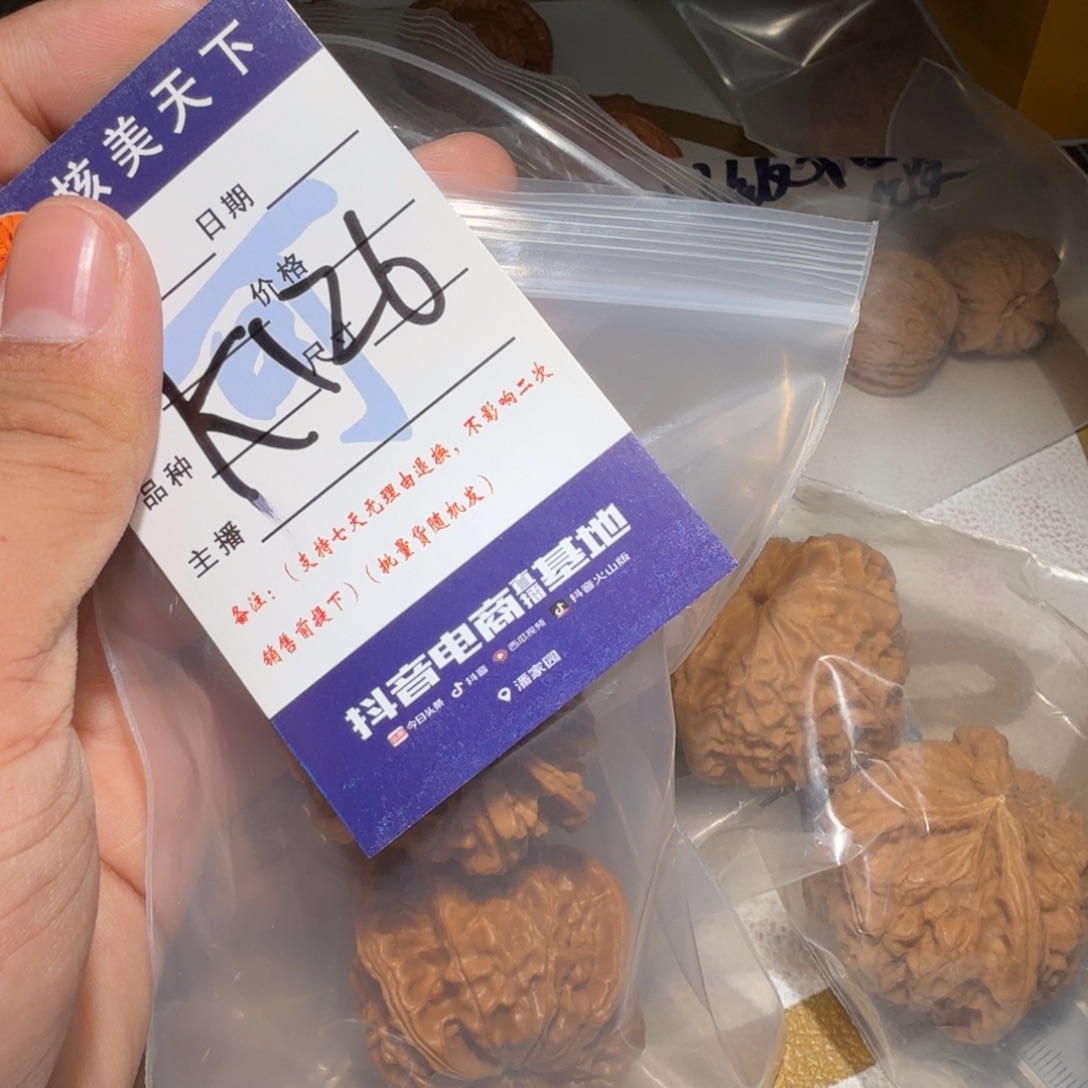 核美天下
日期
价格
K126
尺寸
品种
主播
备注：（支持七天无理由退换，不影响二次
销售前提下）（批量货随机发）
抖音电商直播基地
今日头条 抖音 西瓜视频 抖音火山版
潘家园